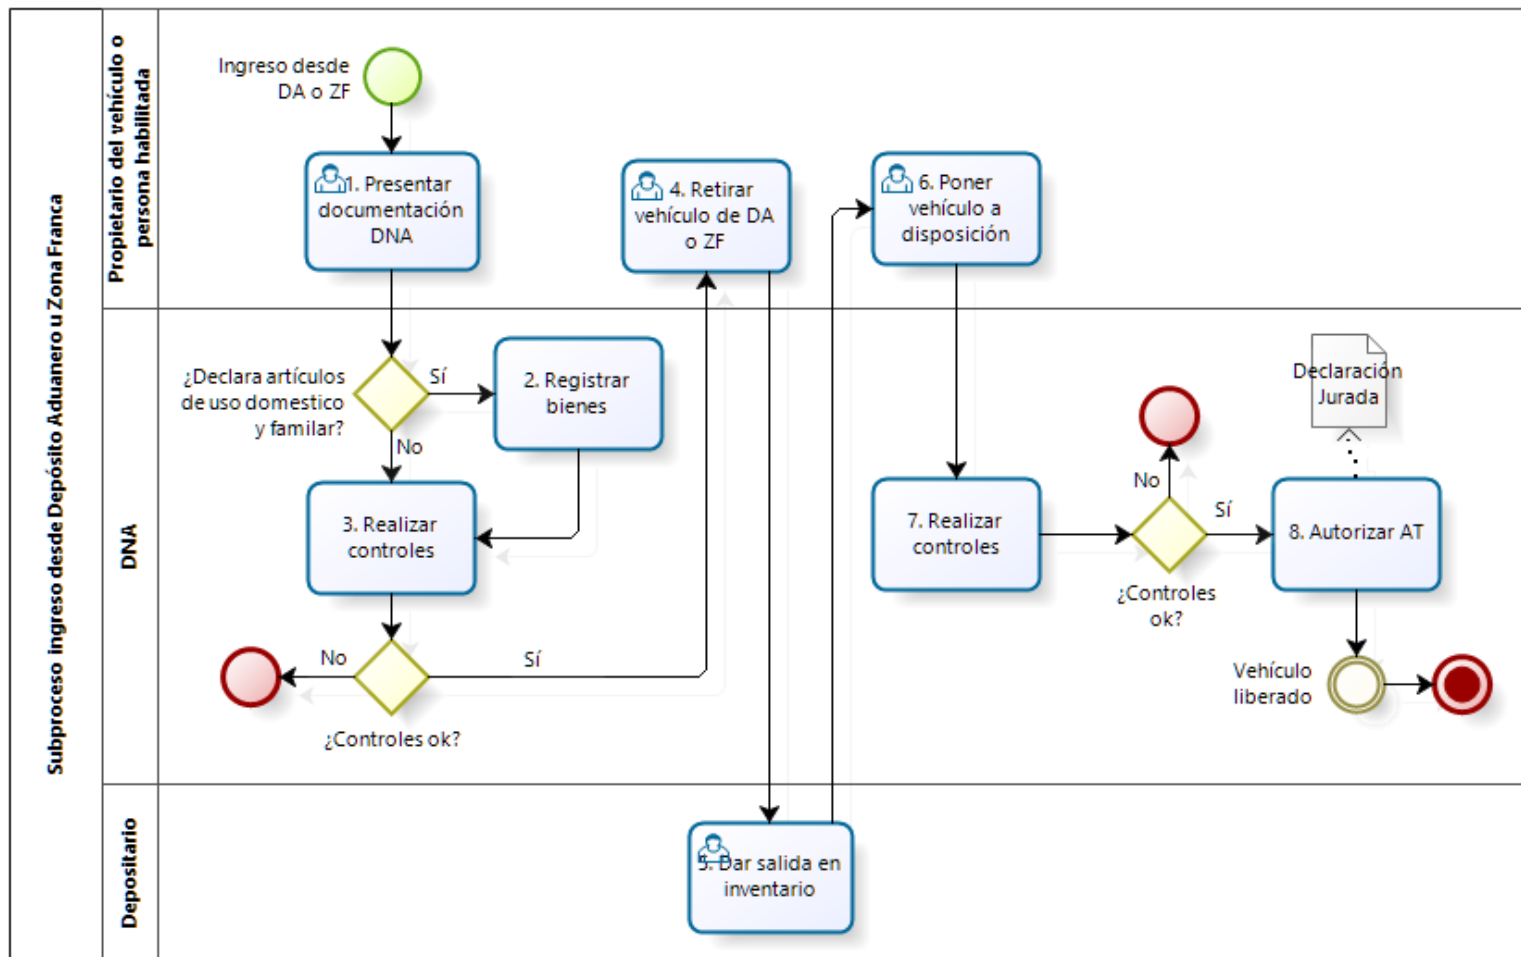 Subproceso ingreso desde Depósito Aduanero u Zona Franca
Propietario del vehículo o
persona habilitada
Ingreso desde
DA o ZF
1. Presentar
documentación
DNA
4. Retirar
vehículo de DA
o ZF
6. Poner
vehículo a
disposición
DNA
¿Declara artículos
de uso domestico
y familar?
Sí
No
2. Registrar
bienes
3. Realizar
controles
No
Sí
¿Controles ok?
7. Realizar
controles
No
Sí
¿Controles
ok?
Declaración
Jurada
8. Autorizar AT
Vehículo
liberado
Depositario
5. Dar salida en
inventario